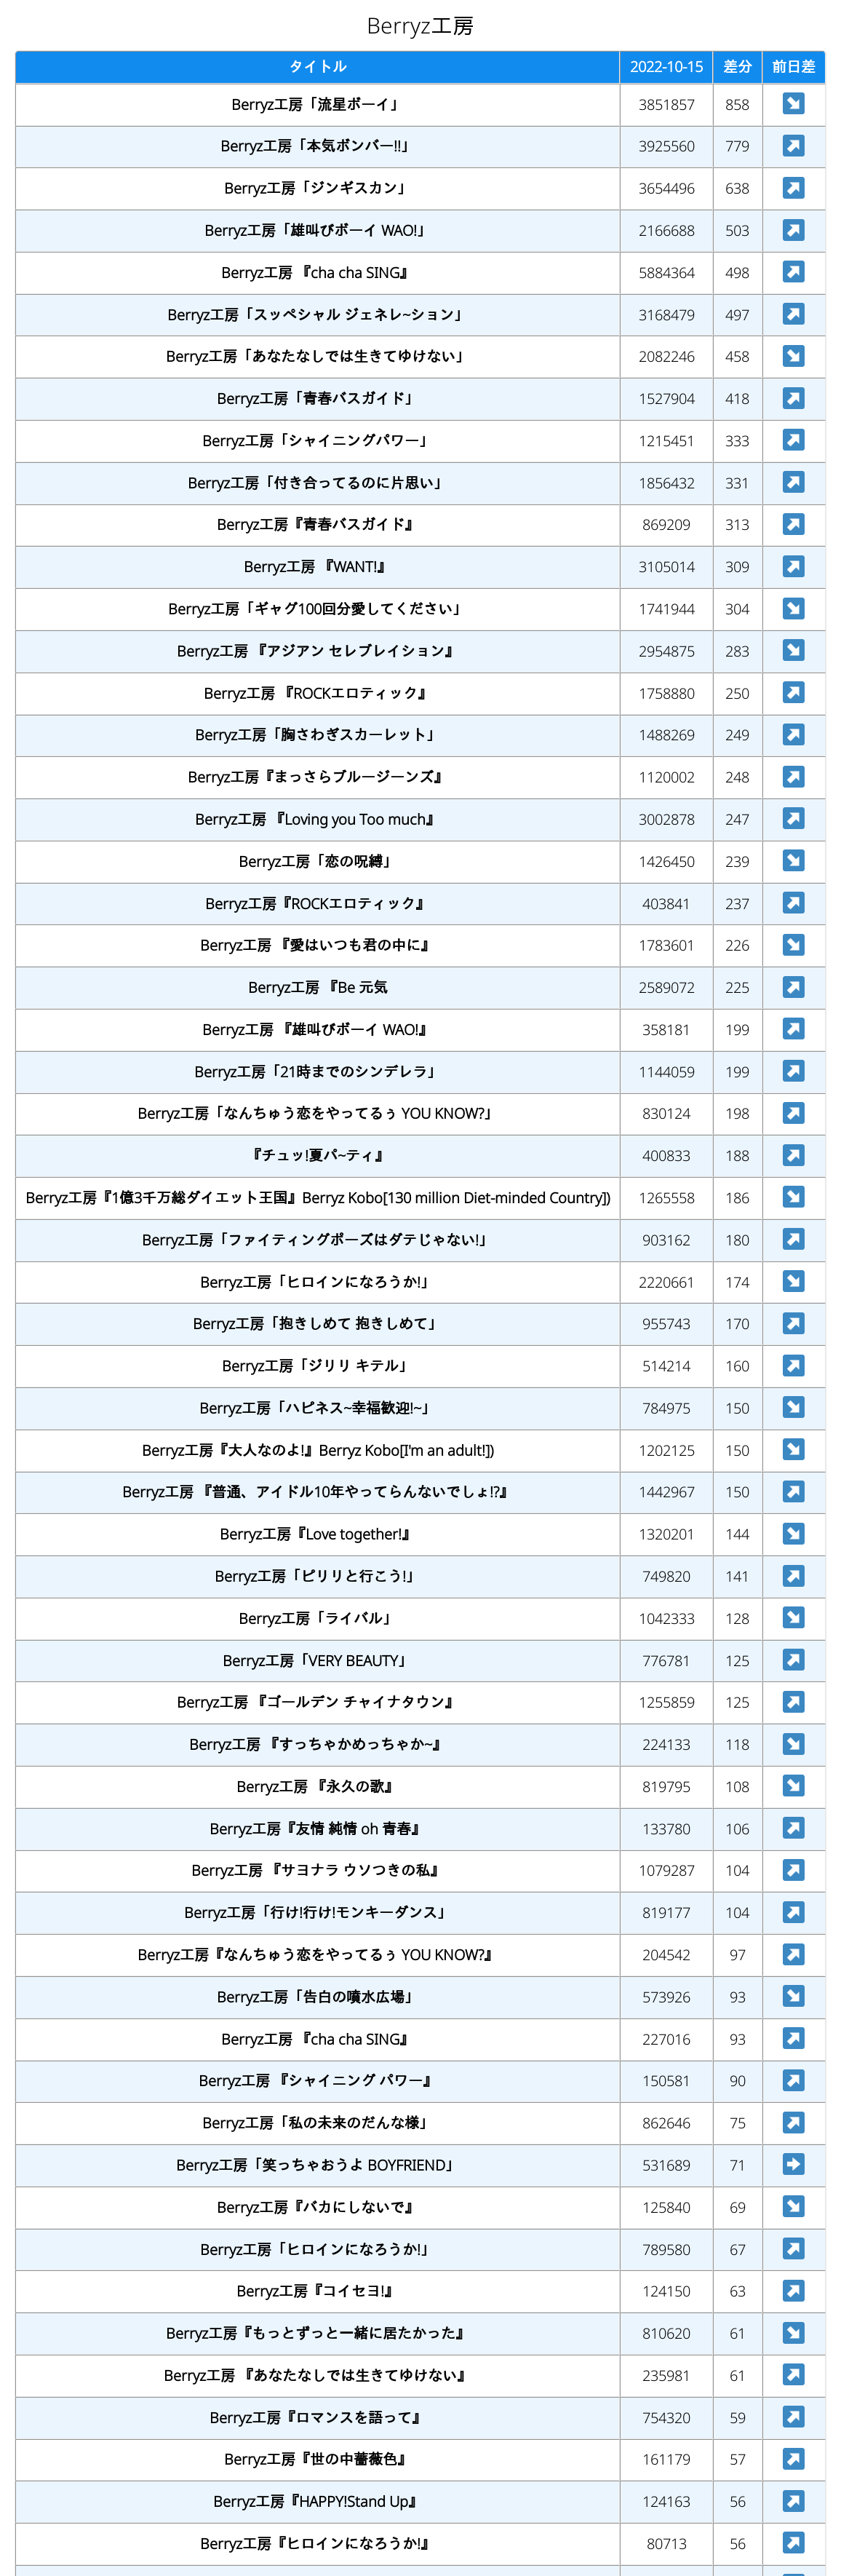 Berryz工房
タイトル 2022-10-15 差分 前日差
Berryz工房「流星ボーイ」 3851857 858 ↘
Berryz工房「本気ボンバー!!」 3925560 779 ↗
Berryz工房「ジンギスカン」 3654496 638 ↗
Berryz工房「雄叫びボーイ WAO!」 2166688 503 ↗
Berryz工房 『cha cha SING』 5884364 498 ↗
Berryz工房「スッペシャル ジェネレ~ション」 3168479 497 ↗
Berryz工房「あなたなしでは生きてゆけない」 2082246 458 ↘
Berryz工房「青春バスガイド」 1527904 418 ↗
Berryz工房「シャイニングパワー」 1215451 333 ↗
Berryz工房「付き合ってるのに片思い」 1856432 331 ↗
Berryz工房『青春バスガイド』 869209 313 ↗
Berryz工房 『WANT!』 3105014 309 ↗
Berryz工房「ギャグ100回分愛してください」 1741944 304 ↘
Berryz工房 『アジアン セレブレイション』 2954875 283 ↘
Berryz工房 『ROCKエロティック』 1758880 250 ↗
Berryz工房「胸さわぎスカーレット」 1488269 249 ↗
Berryz工房『まっさらブルージーンズ』 1120002 248 ↗
Berryz工房 『Loving you Too much』 3002878 247 ↗
Berryz工房「恋の呪縛」 1426450 239 ↘
Berryz工房『ROCKエロティック』 403841 237 ↗
Berryz工房 『愛はいつも君の中に』 1783601 226 ↘
Berryz工房 『Be 元気 2589072 225 ↗
Berryz工房 『雄叫びボーイ WAO!』 358181 199 ↗
Berryz工房「21時までのシンデレラ」 1144059 199 ↗
Berryz工房「なんちゅう恋をやってるぅ YOU KNOW?」 830124 198 ↗
『チュッ!夏パ~ティ』 400833 188 ↗
Berryz工房『1億3千万総ダイエット王国』Berryz Kobo[130 million Diet-minded Country]) 1265558 186 ↘
Berryz工房「ファイティングポーズはダテじゃない!」 903162 180 ↗
Berryz工房「ヒロインになろうか!」 2220661 174 ↘
Berryz工房「抱きしめて 抱きしめて」 955743 170 ↗
Berryz工房「ジリリ キテル」 514214 160 ↗
Berryz工房「ハピネス~幸福歓迎!~」 784975 150 ↘
Berryz工房『大人なのよ!』Berryz Kobo[I'm an adult!]) 1202125 150 ↘
Berryz工房 『普通、アイドル10年やってらんないでしょ!?』 1442967 150 ↗
Berryz工房『Love together!』 1320201 144 ↘
Berryz工房「ピリリと行こう!」 749820 141 ↗
Berryz工房「ライバル」 1042333 128 ↘
Berryz工房「VERY BEAUTY」 776781 125 ↗
Berryz工房 『ゴールデン チャイナタウン』 1255859 125 ↗
Berryz工房 『すっちゃかめっちゃか~』 224133 118 ↘
Berryz工房 『永久の歌』 819795 108 ↘
Berryz工房『友情 純情 oh 青春』 133780 106 ↗
Berryz工房 『サヨナラ ウソつきの私』 1079287 104 ↗
Berryz工房「行け!行け!モンキーダンス」 819177 104 ↗
Berryz工房『なんちゅう恋をやってるぅ YOU KNOW?』 204542 97 ↗
Berryz工房「告白の噴水広場」 573926 93 ↘
Berryz工房 『cha cha SING』 227016 93 ↗
Berryz工房 『シャイニング パワー』 150581 90 ↗
Berryz工房「私の未来のだんな様」 862646 75 ↗
Berryz工房「笑っちゃおうよ BOYFRIEND」 531689 71 ➡
Berryz工房『バカにしないで』 125840 69 ↘
Berryz工房「ヒロインになろうか!」 789580 67 ↗
Berryz工房『コイセヨ!』 124150 63 ↗
Berryz工房『もっとずっと一緒に居たかった』 810620 61 ↘
Berryz工房 『あなたなしでは生きてゆけない』 235981 61 ↗
Berryz工房『ロマンスを語って』 754320 59 ↗
Berryz工房『世の中薔薇色』 161179 57 ↗
Berryz工房『HAPPY!Stand Up』 124163 56 ↗
Berryz工房『ヒロインになろうか!』 80713 56 ↗